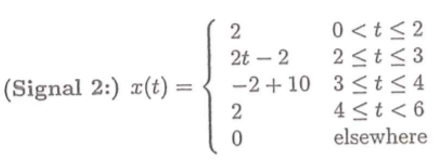 2 0 < t ≤ 2
2t − 2 2 ≤ t ≤ 3
(Signal 2:) x(t) = { −2 + 10 3 ≤ t ≤ 4
2 4 ≤ t < 6
0 elsewhere